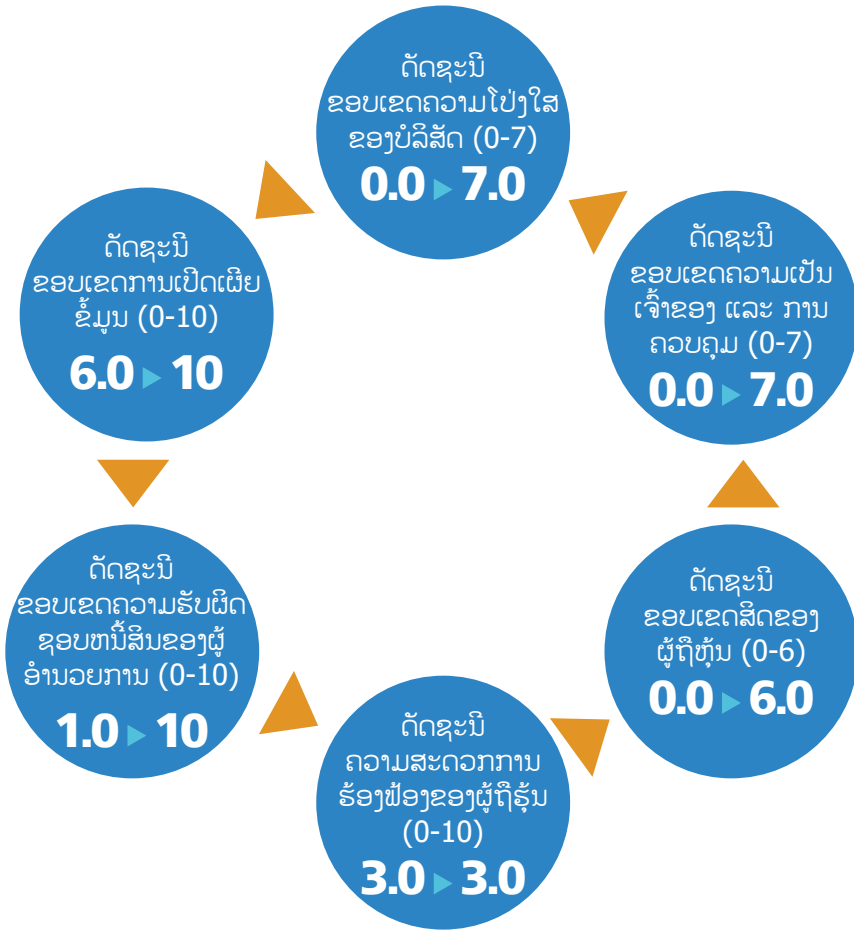 ດັດຊະນີ
ຂອບເຂດຄວາມໂປ່ງໃສ
ຂອງບໍລິສັດ (0-7)
0.0 ▶ 7.0
ດັດຊະນີ
ຂອບເຂດຄວາມເປັນ
ເຈົ້າຂອງ ແລະ ການ
ຄວບຄຸມ (0-7)
0.0 ▶ 7.0
ດັດຊະນີ
ຂອບເຂດສິດຂອງ
ຜູ້ຖືຫຸ້ນ (0-6)
0.0 ▶ 6.0
ດັດຊະນີ
ຄວາມສະດວກການ
ຮ້ອງຟ້ອງຂອງຜູ້ຖືຮຸ້ນ
(0-10)
3.0 ▶ 3.0
ດັດຊະນີ
ຂອບເຂດຄວາມຮັບຜິດ
ຊອບຫນີ້ສິນຂອງຜູ້
ອຳນວຍການ (0-10)
1.0 ▶ 10
ດັດຊະນີ
ຂອບເຂດການເປີດເຜີຍ
ຂໍ້ມູນ (0-10)
6.0 ▶ 10